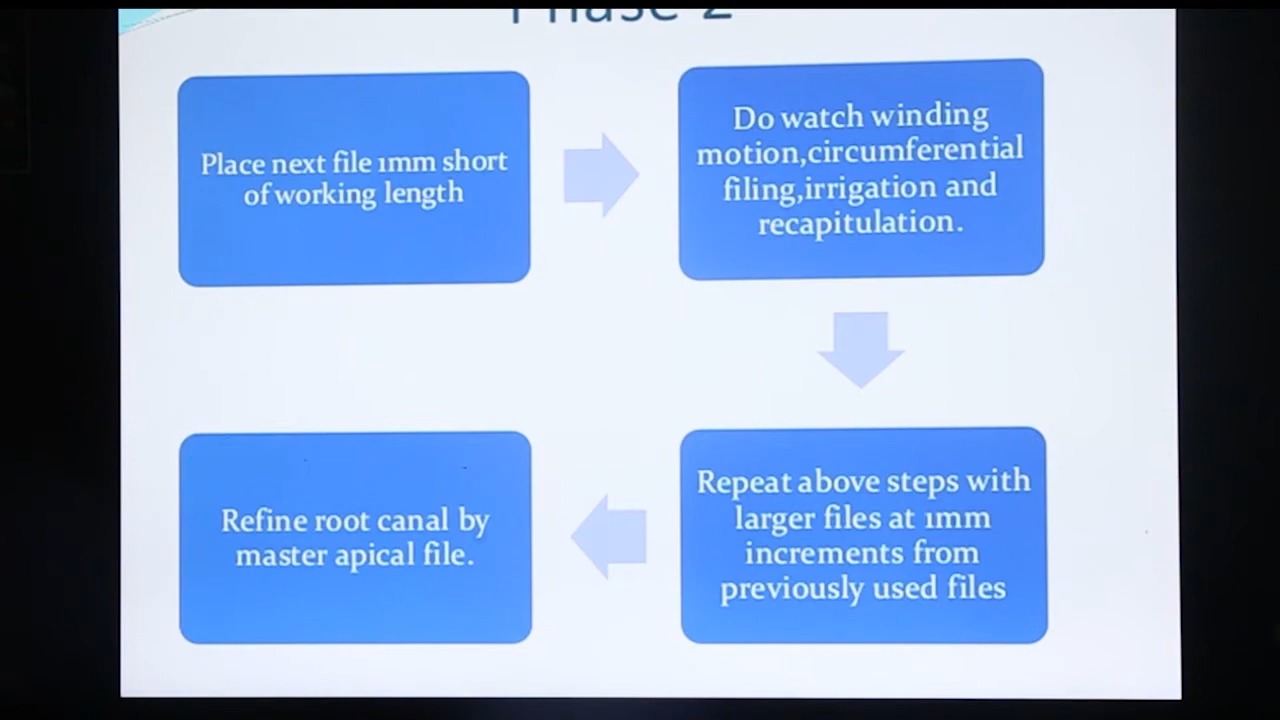 Phase 2
Place next file 1mm short
of working length
Do watch winding
motion,circumferential
filing,irrigation and
recapitulation.
Repeat above steps with
larger files at 1mm
increments from
previously used files
Refine root canal by
master apical file.